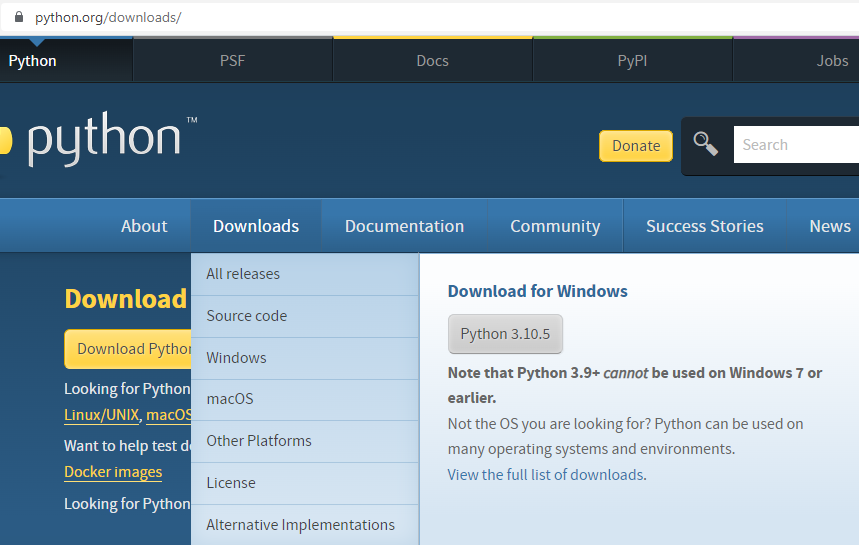 python.org/downloads/
Python PSF Docs PyPI Jobs
python™
Donate
Search
About Downloads Documentation Community Success Stories News
Download
Download Python
Looking for Python
Linux/UNIX, macOS
Want to help test de
Docker images
Looking for Python
All releases
Source code
Windows
macOS
Other Platforms
License
Alternative Implementations
Download for Windows
Python 3.10.5
Note that Python 3.9+ cannot be used on Windows 7 or
earlier.
Not the OS you are looking for? Python can be used on
many operating systems and environments.
View the full list of downloads.